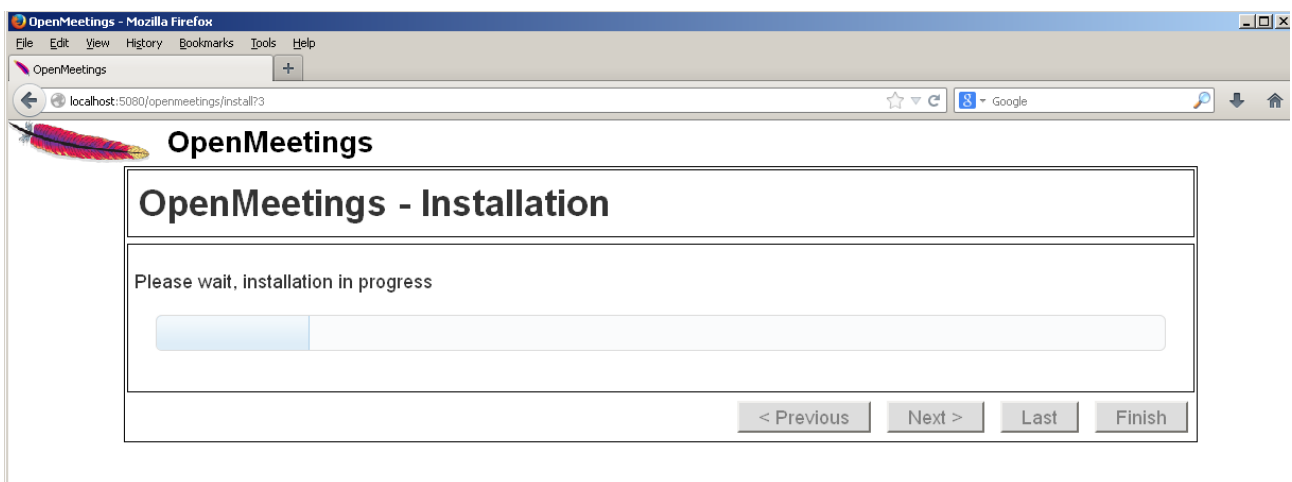 OpenMeetings - Mozilla Firefox
File Edit View History Bookmarks Tools Help
OpenMeetings
localhost:5080/openmeetings/install?3
8 Google
OpenMeetings
OpenMeetings - Installation
Please wait, installation in progress
< Previous Next > Last Finish